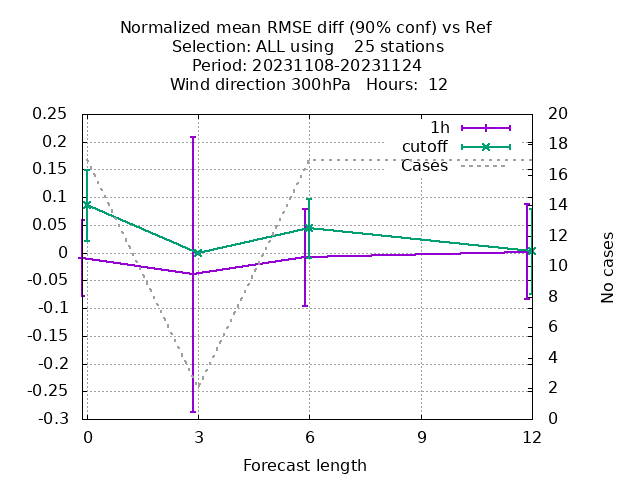 Normalized mean RMSE diff (90% conf) vs Ref
Selection: ALL using    25 stations
Period: 20231108-20231124
Wind direction 300hPa   Hours:  12
0.25
0.2
0.15
0.1
0.05
0
-0.05
-0.1
-0.15
-0.2
-0.25
-0.3
1h
cutoff
Cases
20
18
16
14
12
10
8
6
4
2
0
No cases
0 3 6 9 12
Forecast length